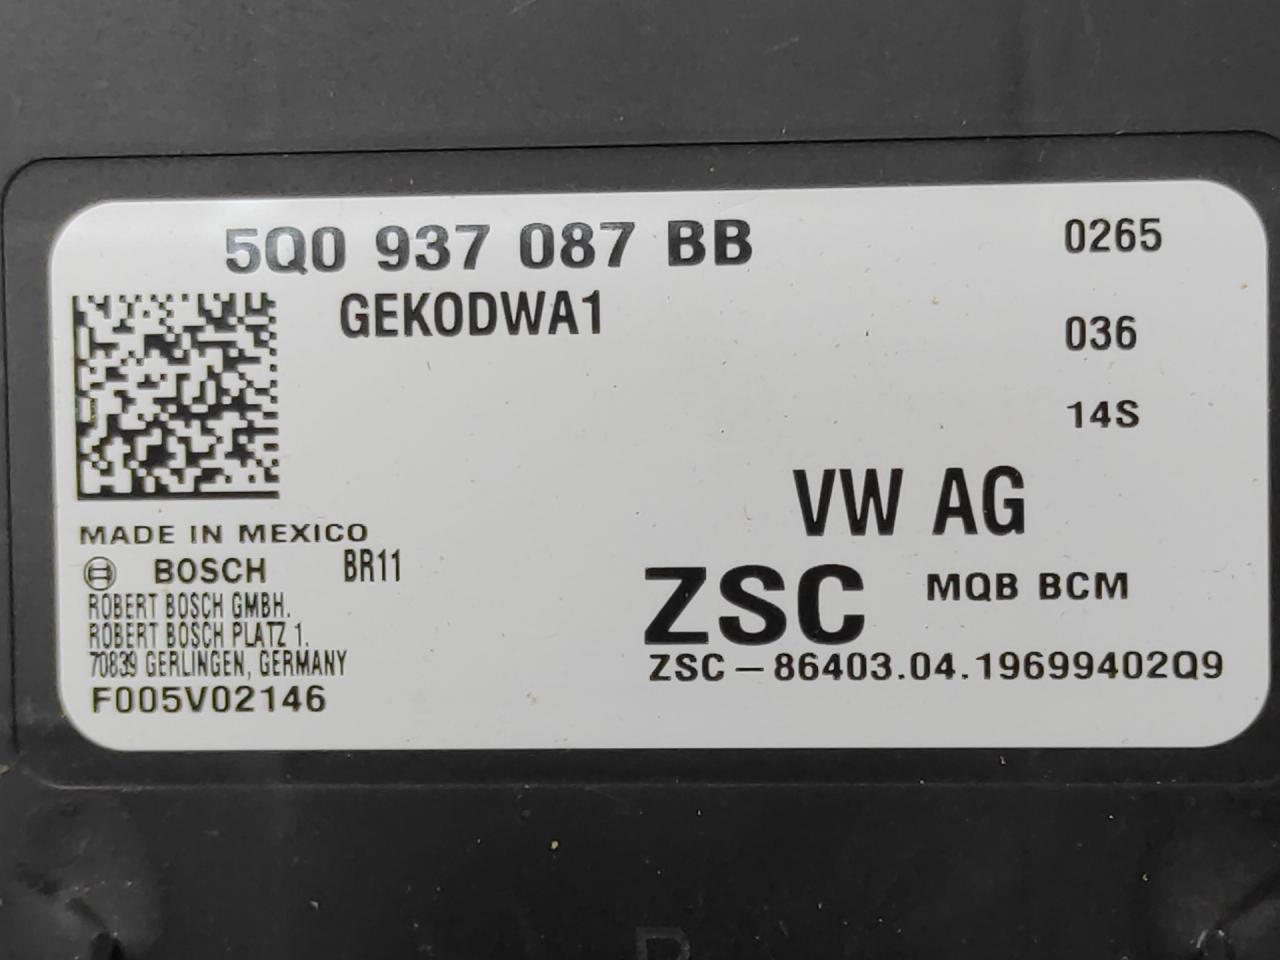 5Q0 937 087 BB
0265
GEKODWA1
036
14S
VW AG
MADE IN MEXICO
BOSCH
BR11
ZSC
MQB BCM
ROBERT BOSCH GMBH.
ROBERT BOSCH PLATZ 1.
70839 GERLINGEN, GERMANY
ZSC-86403.04.19699402Q9
F005V02146